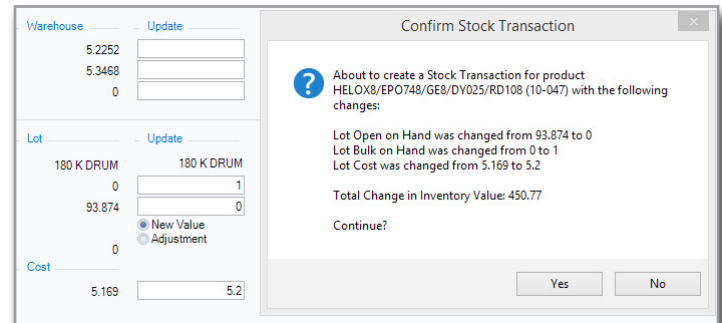 Warehouse Update
5.2252
5.3468
0
Lot Update
180 K DRUM 180 K DRUM
0 1
93.874 0
New Value
Adjustment
0
Cost
5.169 5.2
Confirm Stock Transaction
About to create a Stock Transaction for product
HELOX8/EPO748/GE8/DY025/RD108 (10-047) with the following
changes:
Lot Open on Hand was changed from 93.874 to 0
Lot Bulk on Hand was changed from 0 to 1
Lot Cost was changed from 5.169 to 5.2
Total Change in Inventory Value: 450.77
Continue?
Yes No